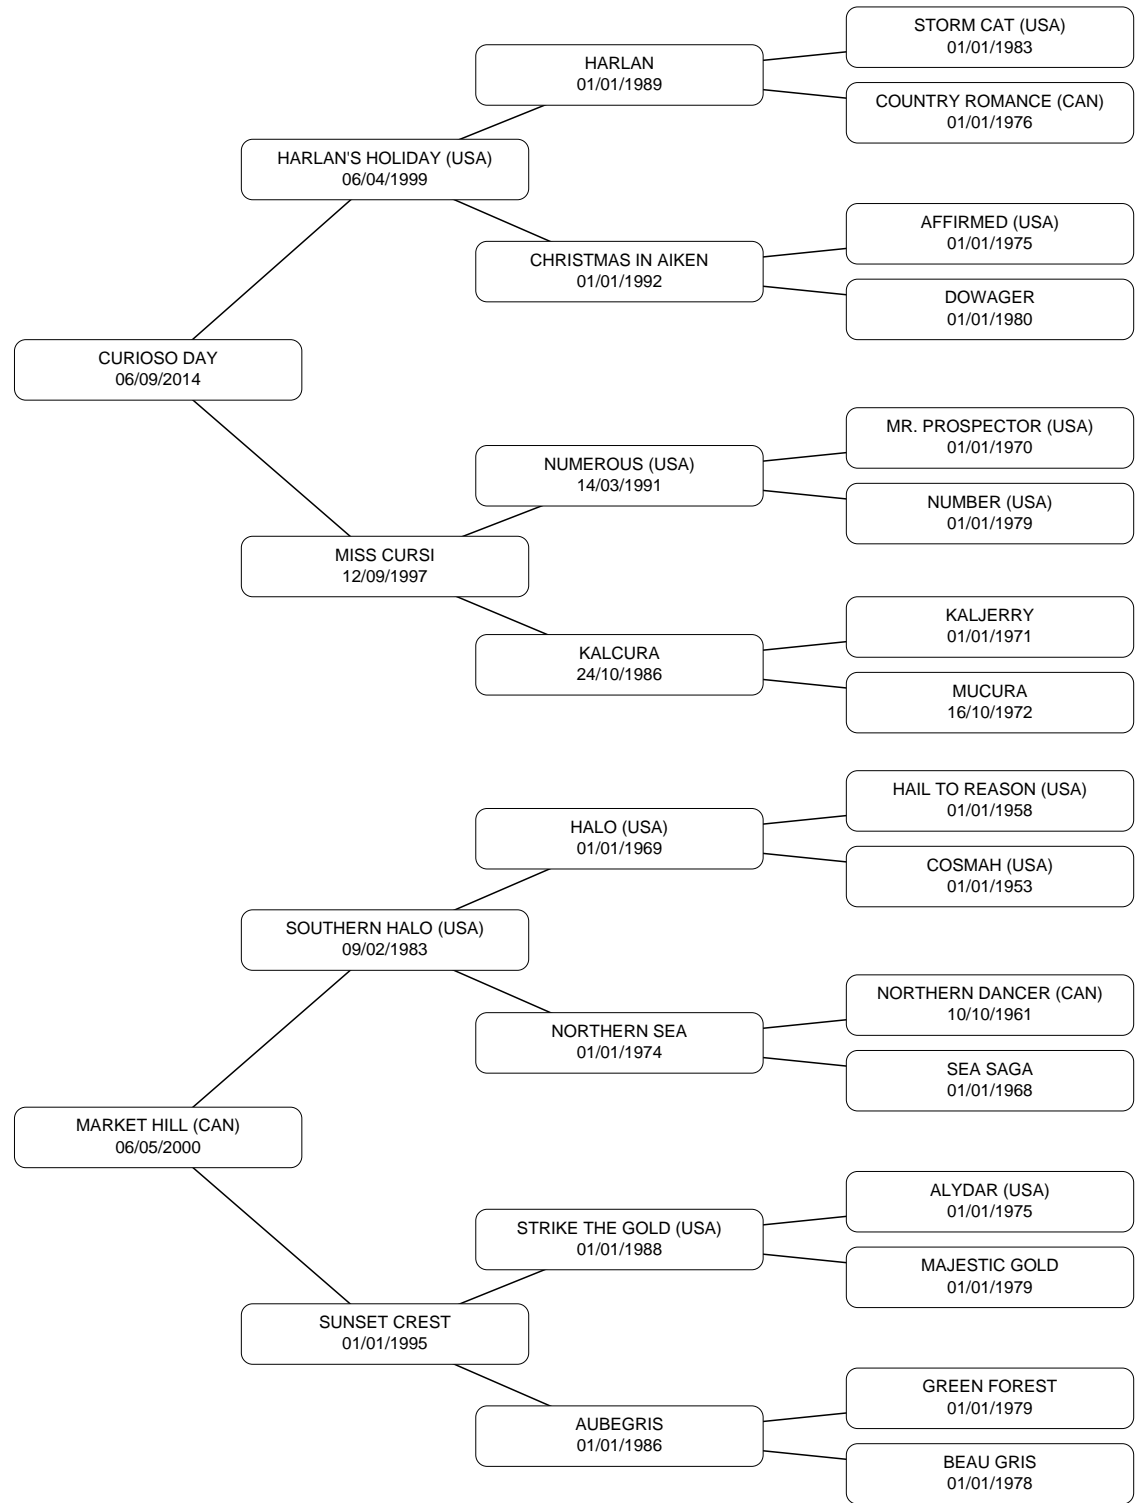 STORM CAT (USA)
01/01/1983
HARLAN
01/01/1989
COUNTRY ROMANCE (CAN)
01/01/1976
HARLAN'S HOLIDAY (USA)
06/04/1999
AFFIRMED (USA)
01/01/1975
CHRISTMAS IN AIKEN
01/01/1992
DOWAGER
01/01/1980
CURIOSO DAY
06/09/2014
MR. PROSPECTOR (USA)
01/01/1970
NUMEROUS (USA)
14/03/1991
NUMBER (USA)
01/01/1979
MISS CURSI
12/09/1997
KALJERRY
01/01/1971
KALCURA
24/10/1986
MUCURA
16/10/1972
HAIL TO REASON (USA)
01/01/1958
HALO (USA)
01/01/1969
COSMAH (USA)
01/01/1953
SOUTHERN HALO (USA)
09/02/1983
NORTHERN DANCER (CAN)
10/10/1961
NORTHERN SEA
01/01/1974
SEA SAGA
01/01/1968
MARKET HILL (CAN)
06/05/2000
ALYDAR (USA)
01/01/1975
STRIKE THE GOLD (USA)
01/01/1988
MAJESTIC GOLD
01/01/1979
SUNSET CREST
01/01/1995
GREEN FOREST
01/01/1979
AUBEGRIS
01/01/1986
BEAU GRIS
01/01/1978